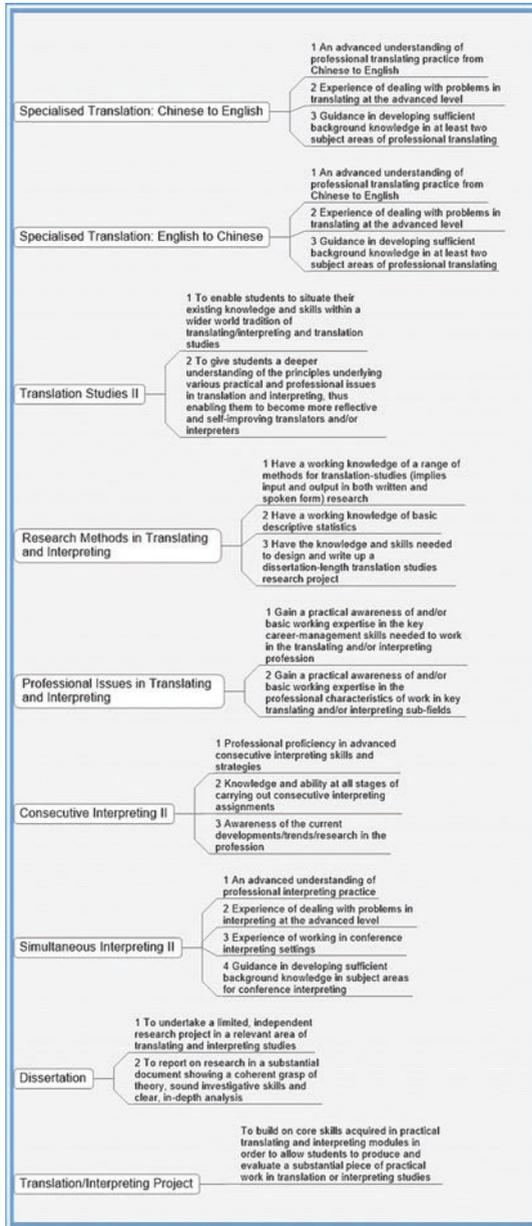 Specialised Translation: Chinese to English
1 An advanced understanding of
professional translating practice from
Chinese to English
2 Experience of dealing with problems in
translating at the advanced level
3 Guidance in developing sufficient
background knowledge in at least two
subject areas of professional translating
Specialised Translation: English to Chinese
1 An advanced understanding of
professional translating practice from
Chinese to English
2 Experience of dealing with problems in
translating at the advanced level
3 Guidance in developing sufficient
background knowledge in at least two
subject areas of professional translating
Translation Studies II
1 To enable students to situate their
existing knowledge and skills within a
wider world tradition of
translating/interpreting and translation
studies
2 To give students a deeper
understanding of the principles underlying
various practical and professional issues
in translation and interpreting, thus
enabling them to become more reflective
and self-improving translators and/or
interpreters
Research Methods in Translating
and Interpreting
1 Have a working knowledge of a range of
methods for translation-studies (implies
input and output in both written and
spoken form) research
2 Have a working knowledge of basic
descriptive statistics
3 Have the knowledge and skills needed
to design and write up a
dissertation-length translation studies
research project
Professional Issues in Translating
and Interpreting
1 Gain a practical awareness of and/or
basic working expertise in the key
career-management skills needed to work
in the translating and/or interpreting
profession
2 Gain a practical awareness of and/or
basic working expertise in the
professional characteristics of work in key
translating and/or interpreting sub-fields
Consecutive Interpreting II
1 Professional proficiency in advanced
consecutive interpreting skills and
strategies
2 Knowledge and ability at all stages of
carrying out consecutive interpreting
assignments
3 Awareness of the current
developments/trends/research in the
profession
Simultaneous Interpreting II
1 An advanced understanding of
professional interpreting practice
2 Experience of dealing with problems in
interpreting at the advanced level
3 Experience of working in conference
interpreting settings
4 Guidance in developing sufficient
background knowledge in subject areas
for conference interpreting
Dissertation
1 To undertake a limited, independent
research project in a relevant area of
translating and interpreting studies
2 To report on research in a substantial
document showing a coherent grasp of
theory, sound investigative skills and
clear, in-depth analysis
Translation/Interpreting Project
To build on core skills acquired in practical
translating and interpreting modules in
order to allow students to produce and
evaluate a substantial piece of practical
work in translation or interpreting studies